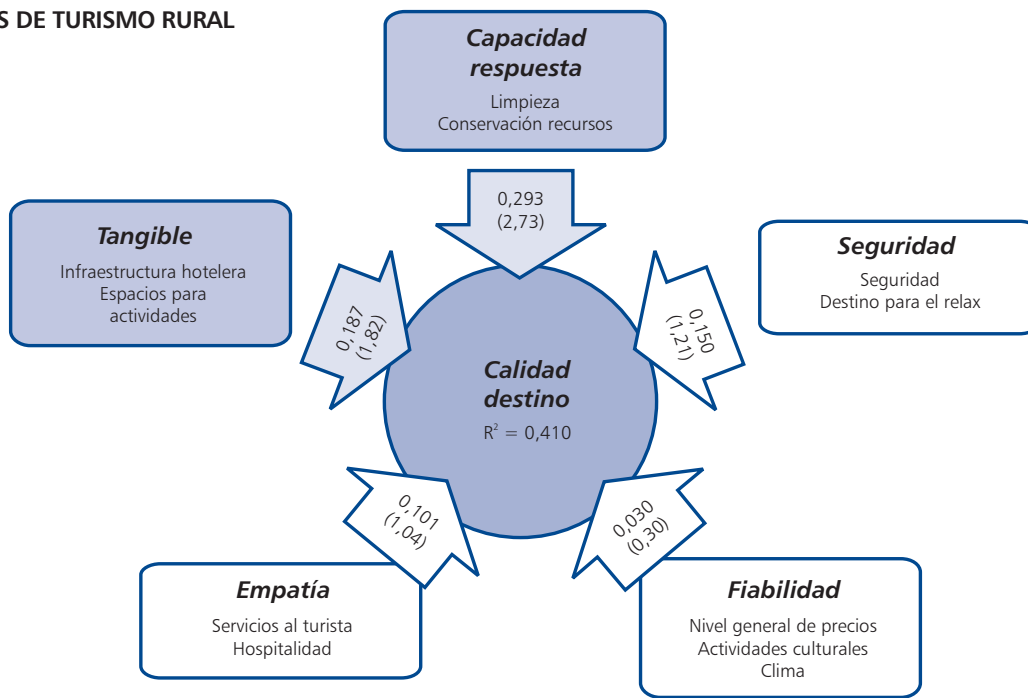 S DE TURISMO RURAL
Capacidad
respuesta
Limpieza
Conservación recursos
0,293
(2,73)
Tangible
Infraestructura hotelera
Espacios para
actividades
0,187
(1,82)
Seguridad
Seguridad
Destino para el relax
0,150
(1,21)
Calidad
destino
R² = 0,410
0,101
(1,04)
0,030
(0,30)
Empatía
Servicios al turista
Hospitalidad
Fiabilidad
Nivel general de precios
Actividades culturales
Clima